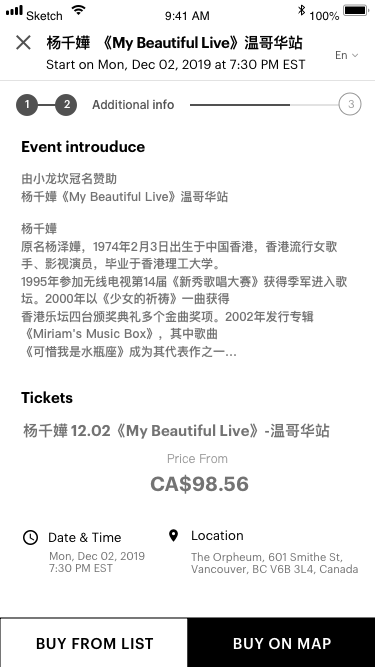 Sketch 9:41 AM 100%
杨千嬅 《My Beautiful Live》温哥华站
Start on Mon, Dec 02, 2019 at 7:30 PM EST
En
1 2 Additional info 3
Event introuduce
由小龙坎冠名赞助
杨千嬅《My Beautiful Live》温哥华站
杨千嬅
原名杨泽嬅，1974年2月3日出生于中国香港，香港流行女歌
手、影视演员，毕业于香港理工大学。
1995年参加无线电视第14届《新秀歌唱大赛》获得季军进入歌
坛。2000年以《少女的祈祷》一曲获得
香港乐坛四台颁奖典礼多个金曲奖项。2002年发行专辑
《Miriam's Music Box》，其中歌曲
《可惜我是水瓶座》成为其代表作之一...
Tickets
杨千嬅 12.02《My Beautiful Live》-温哥华站
Price From
CA$98.56
Date & Time
Mon, Dec 02, 2019
7:30 PM EST
Location
The Orpheum, 601 Smithe St,
Vancouver, BC V6B 3L4, Canada
BUY FROM LIST
BUY ON MAP